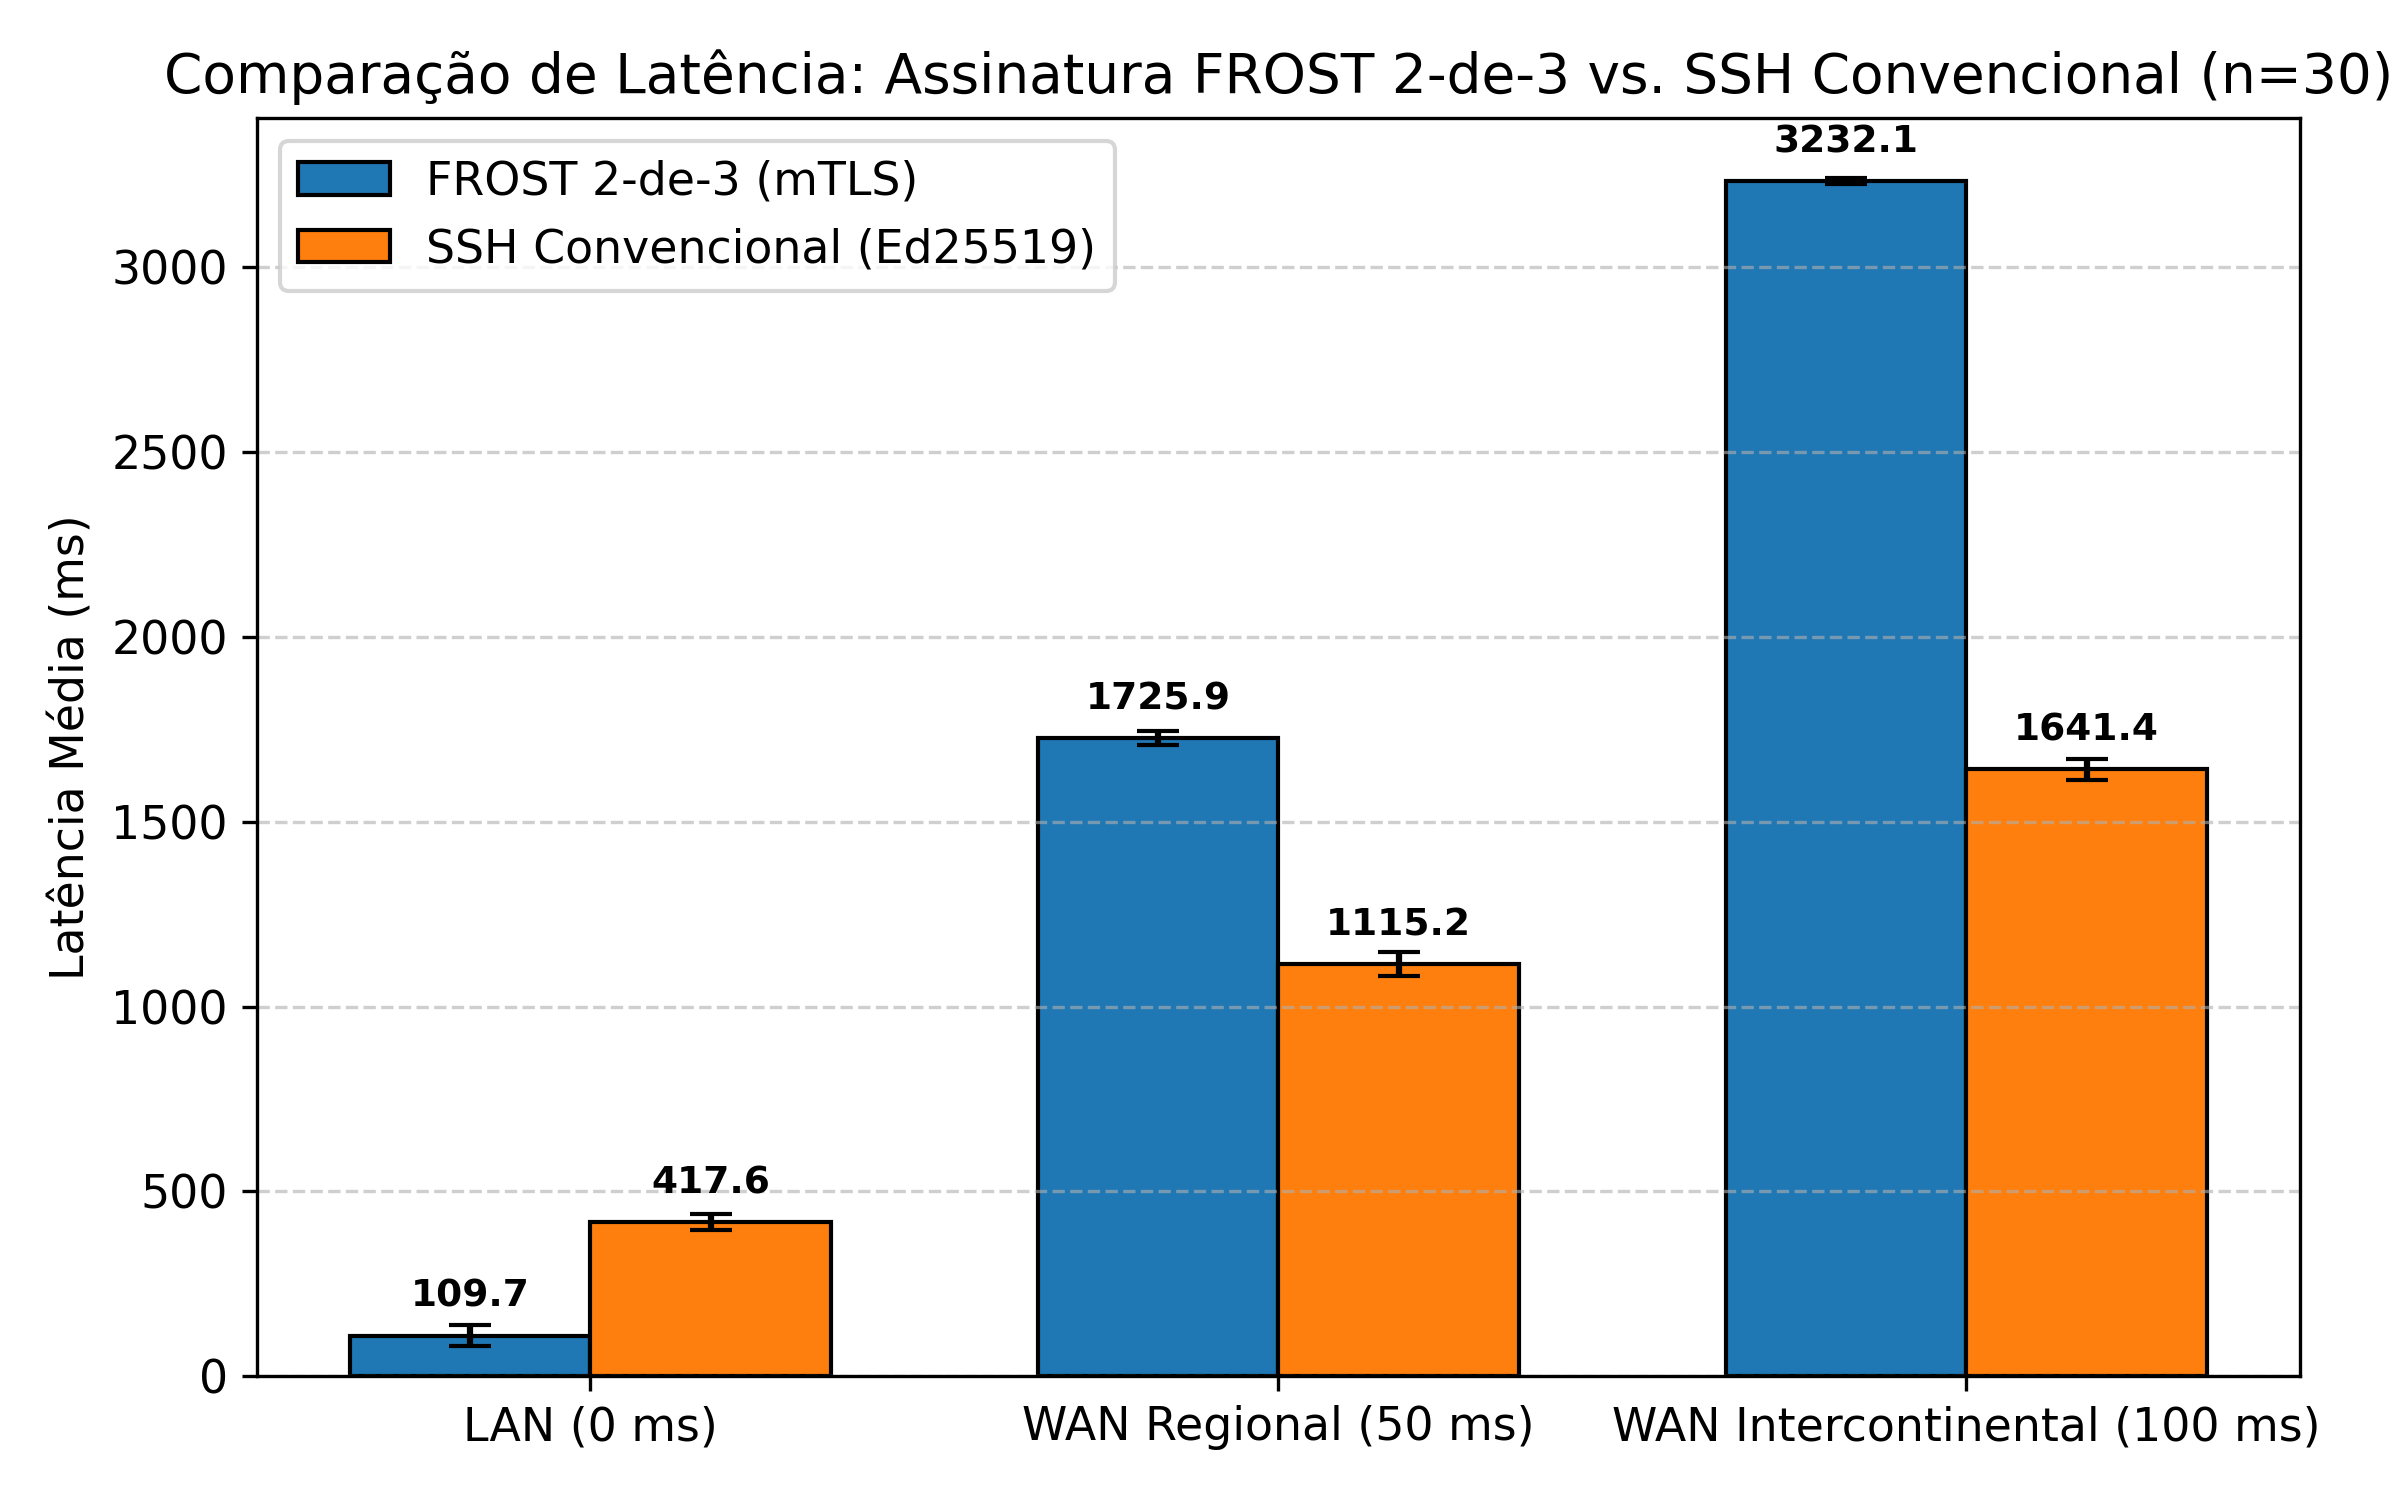 Comparação de Latência: Assinatura FROST 2-de-3 vs. SSH Convencional (n=30)
FROST 2-de-3 (mTLS)
SSH Convencional (Ed25519)
Latência Média (ms)
3000
2500
2000
1500
1000
500
0
109.7
417.6
1725.9
1115.2
3232.1
1641.4
LAN (0 ms)
WAN Regional (50 ms)
WAN Intercontinental (100 ms)